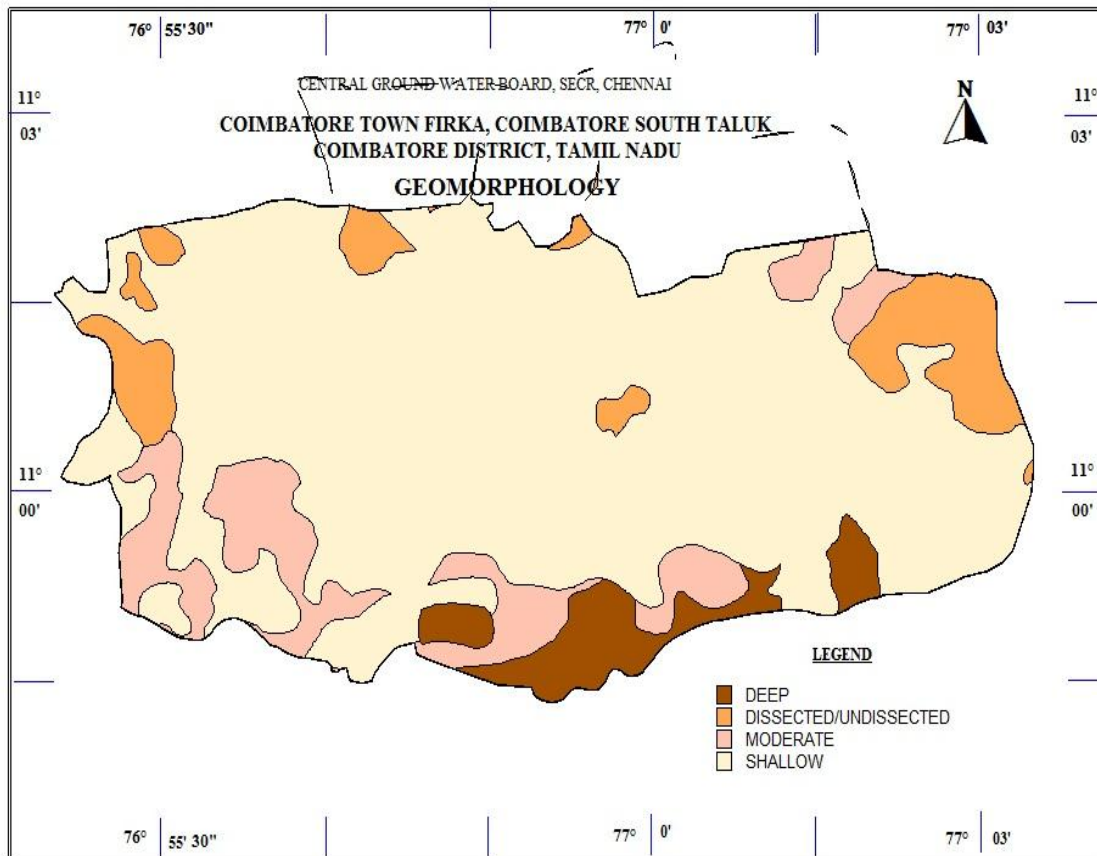 76° 55'30" 77° 0' 77° 03'
CENTRAL GROUND WATER BOARD, SECR, CHENNAI
N
11° 11°
03' 03'
COIMBATORE TOWN FIRKA, COIMBATORE SOUTH TALUK
COIMBATORE DISTRICT, TAMIL NADU
GEOMORPHOLOGY
11° 11°
00' 00'
LEGEND
DEEP
DISSECTED/UNDISSECTED
MODERATE
SHALLOW
76° 55' 30" 77° 0' 77° 03'